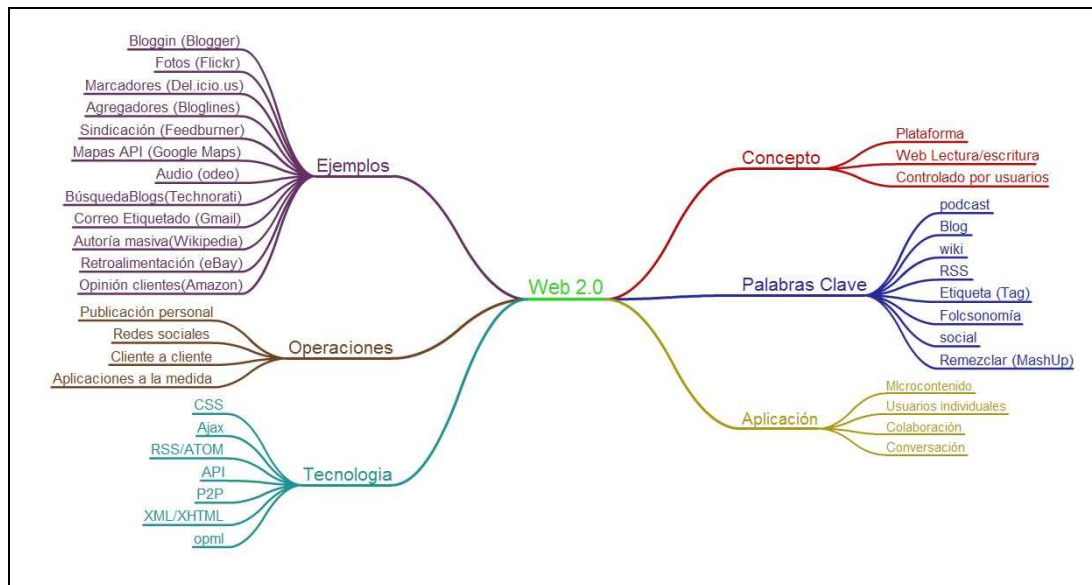 Web 2.0
Ejemplos
Bloggin (Blogger)
Fotos (Flickr)
Marcadores (Del.icio.us)
Agregadores (Bloglines)
Sindicación (Feedburner)
Mapas API (Google Maps)
Audio (odeo)
BúsquedaBlogs(Technorati)
Correo Etiquetado (Gmail)
Autoría masiva(Wikipedia)
Retroalimentación (eBay)
Opinión clientes(Amazon)
Operaciones
Publicación personal
Redes sociales
Cliente a cliente
Aplicaciones a la medida
Tecnologia
CSS
Ajax
RSS/ATOM
API
P2P
XML/XHTML
opml
Concepto
Plataforma
Web Lectura/escritura
Controlado por usuarios
Palabras Clave
podcast
Blog
wiki
RSS
Etiqueta (Tag)
Folcsonomía
social
Remezclar (MashUp)
Aplicación
MIcrocontenido
Usuarios individuales
Colaboración
Conversación